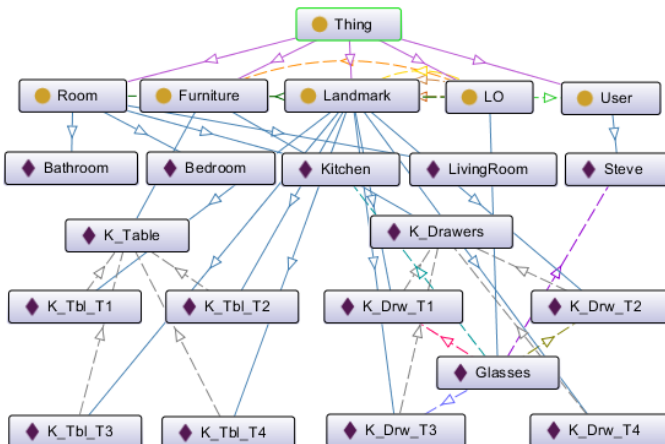 Thing
Room
Furniture
Landmark
LO
User
Bathroom
Bedroom
Kitchen
LivingRoom
Steve
K_Table
K_Drawers
K_Tbl_T1
K_Tbl_T2
K_Drw_T1
K_Drw_T2
Glasses
K_Tbl_T3
K_Tbl_T4
K_Drw_T3
K_Drw_T4